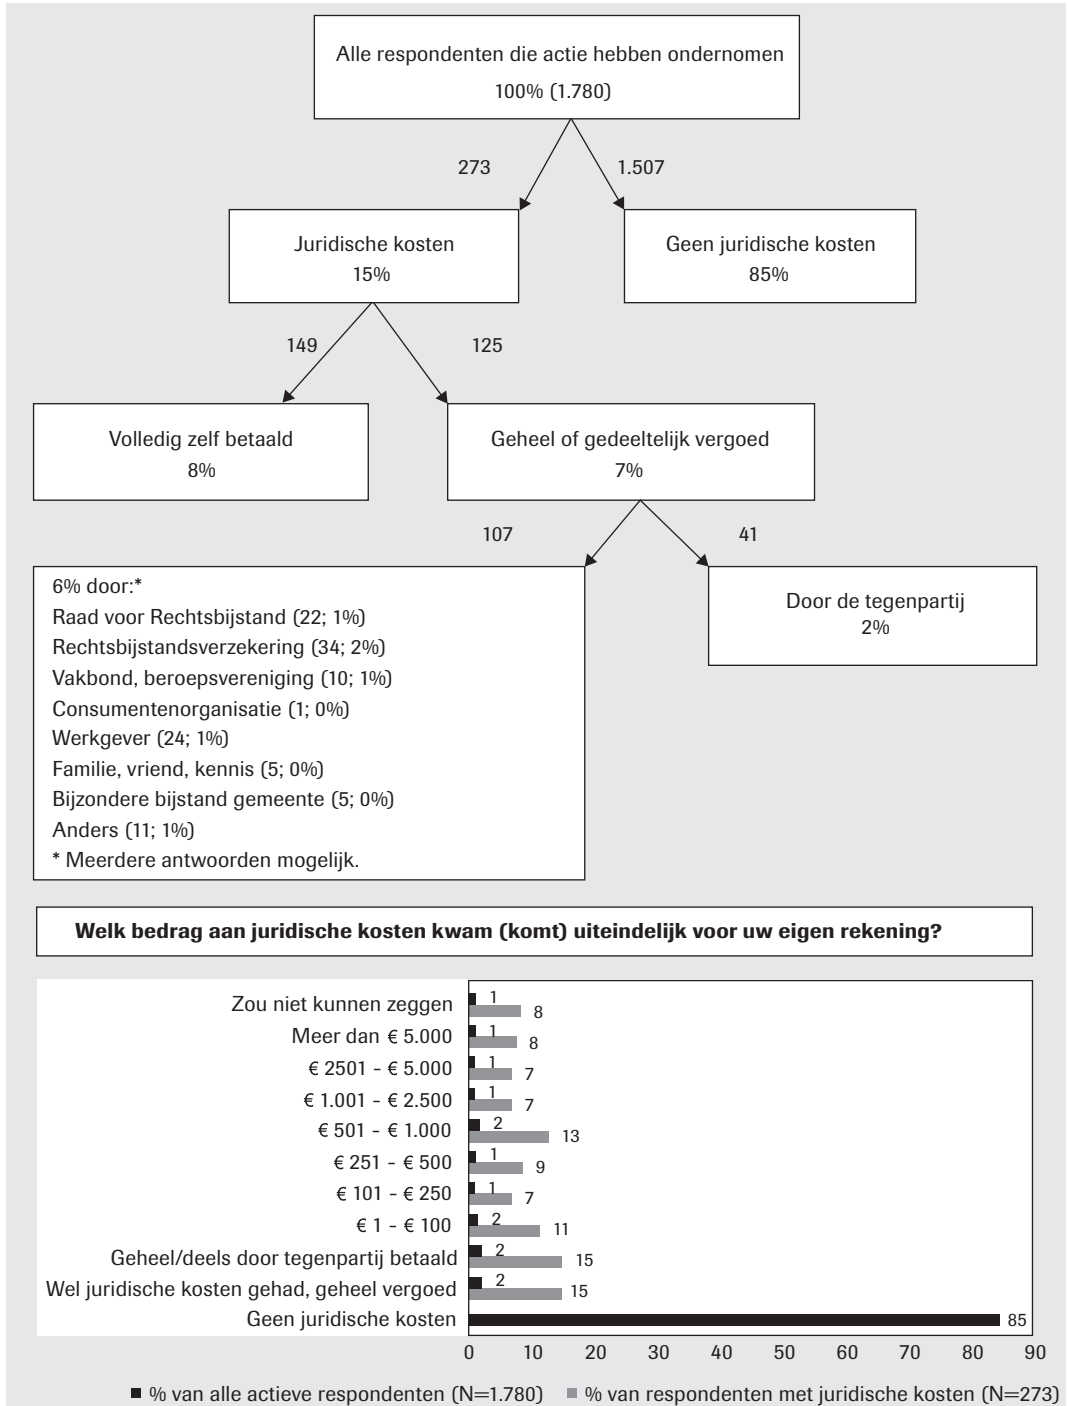 Alle respondenten die actie hebben ondernomen
100% (1.780)
273
1.507
Juridische kosten
15%
Geen juridische kosten
85%
149
125
Volledig zelf betaald
8%
Geheel of gedeeltelijk vergoed
7%
107
41
6% door:*
Raad voor Rechtsbijstand (22; 1%)
Rechtsbijstandsverzekering (34; 2%)
Vakbond, beroepsvereniging (10; 1%)
Consumentenorganisatie (1; 0%)
Werkgever (24; 1%)
Familie, vriend, kennis (5; 0%)
Bijzondere bijstand gemeente (5; 0%)
Anders (11; 1%)
* Meerdere antwoorden mogelijk.
Door de tegenpartij
2%
Welk bedrag aan juridische kosten kwam (komt) uiteindelijk voor uw eigen rekening?
Zou niet kunnen zeggen 1 8
Meer dan € 5.000 1 8
€ 2501 - € 5.000 1 7
€ 1.001 - € 2.500 1 7
€ 501 - € 1.000 2 13
€ 251 - € 500 1 9
€ 101 - € 250 1 7
€ 1 - € 100 2 11
Geheel/deels door tegenpartij betaald 2 15
Wel juridische kosten gehad, geheel vergoed 2 15
Geen juridische kosten 85
0 10 20 30 40 50 60 70 80 90
% van alle actieve respondenten (N=1.780) % van respondenten met juridische kosten (N=273)